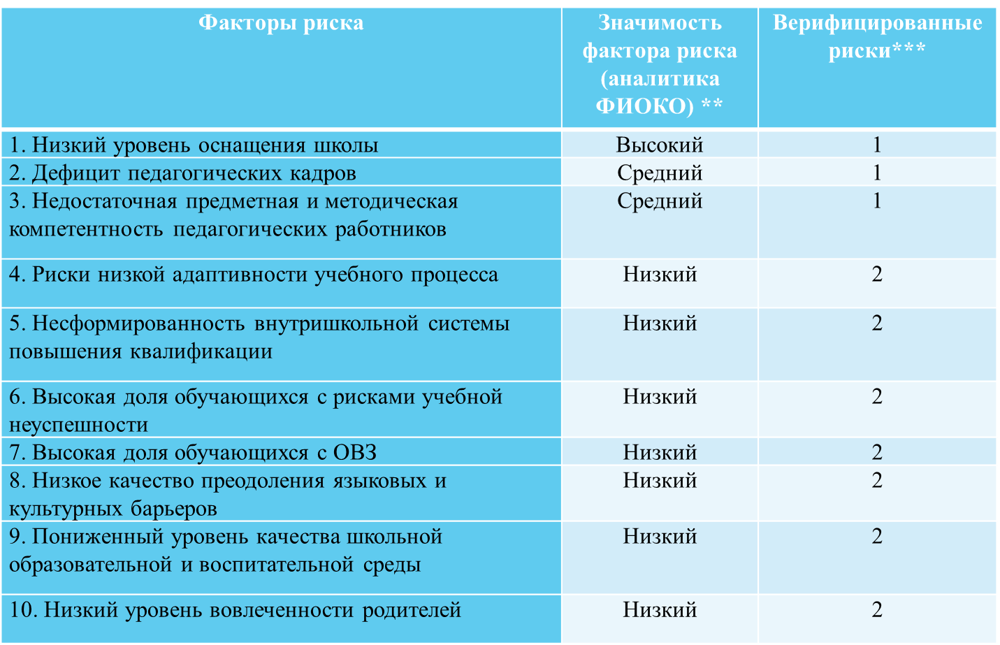 Факторы риска
Значимость
фактора риска
(аналитика
ФИОКО) **
Верифицированные
риски***
1. Низкий уровень оснащения школы
Высокий
1
2. Дефицит педагогических кадров
Средний
1
3. Недостаточная предметная и методическая
компетентность педагогических работников
Средний
1
4. Риски низкой адаптивности учебного процесса
Низкий
2
5. Несформированность внутришкольной системы
повышения квалификации
Низкий
2
6. Высокая доля обучающихся с рисками учебной
неуспешности
Низкий
2
7. Высокая доля обучающихся с ОВЗ
Низкий
2
8. Низкое качество преодоления языковых и
культурных барьеров
Низкий
2
9. Пониженный уровень качества школьной
образовательной и воспитательной среды
Низкий
2
10. Низкий уровень вовлеченности родителей
Низкий
2